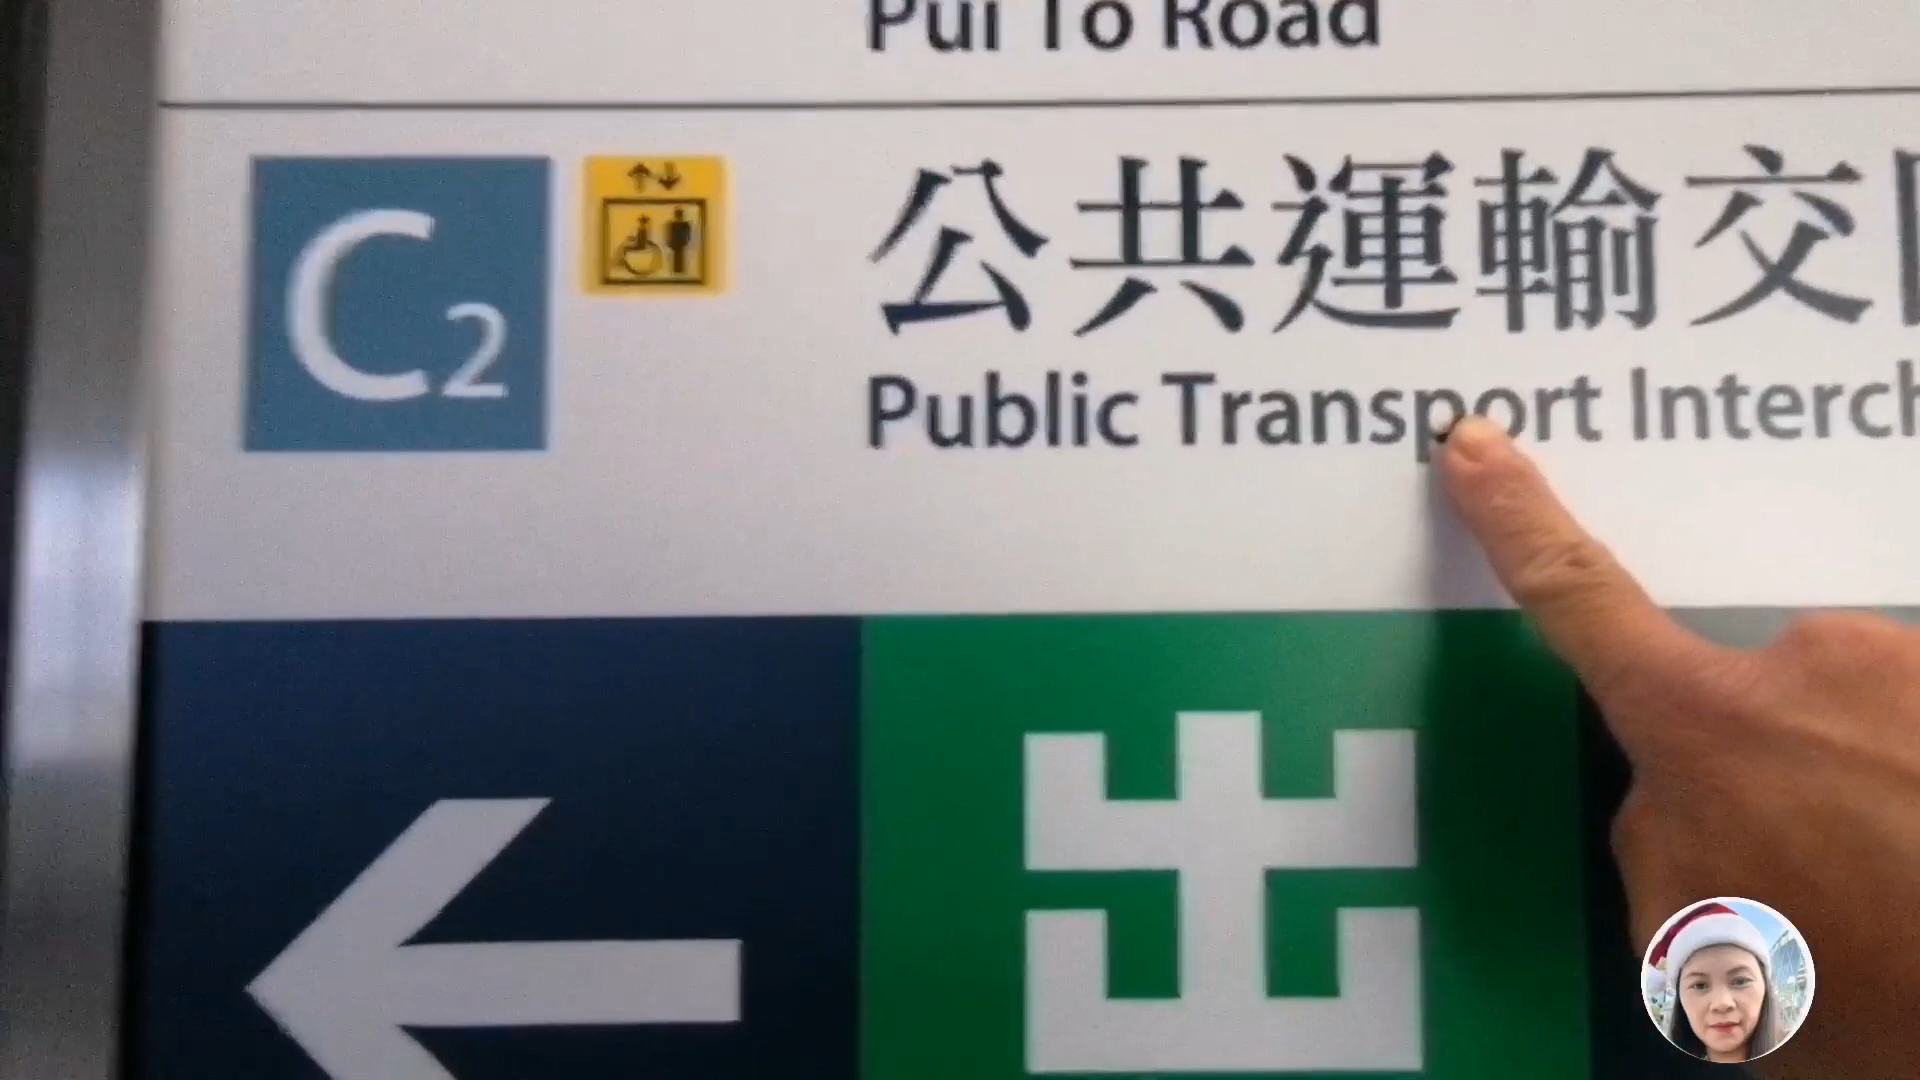 Pui To Road
C2
公共運輸交
Public Transport Interch
出